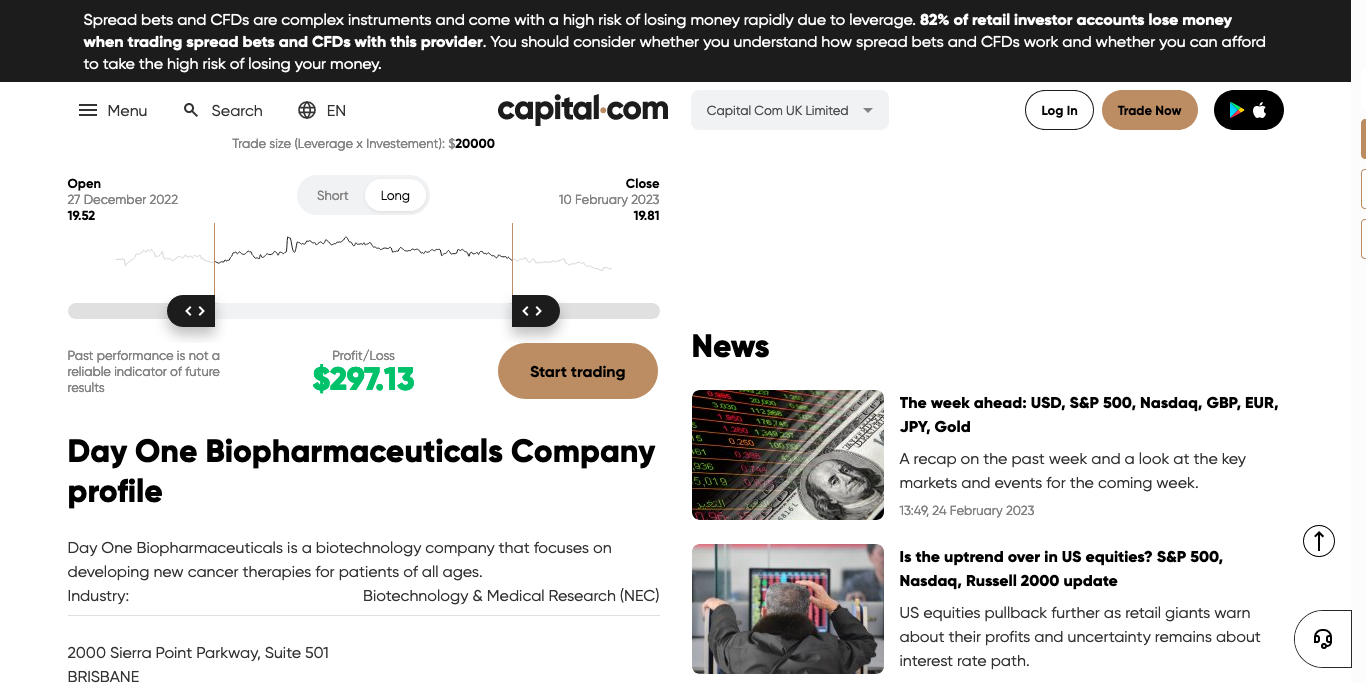 Spread bets and CFDs are complex instruments and come with a high risk of losing money rapidly due to leverage. 82% of retail investor accounts lose money
when trading spread bets and CFDs with this provider. You should consider whether you understand how spread bets and CFDs work and whether you can afford
to take the high risk of losing your money.
Menu
Search
EN
capital.com
Capital Com UK Limited
Log In
Trade Now
Trade size (Leverage x Investement): $20000
Open
27 December 2022
19.52
Short
Long
Close
10 February 2023
19.81
Past performance is not a
reliable indicator of future
results
Profit/Loss
$297.13
Start trading
Day One Biopharmaceuticals Company
profile
Day One Biopharmaceuticals is a biotechnology company that focuses on
developing new cancer therapies for patients of all ages.
Industry: Biotechnology & Medical Research (NEC)
2000 Sierra Point Parkway, Suite 501
BRISBANE
News
The week ahead: USD, S&P 500, Nasdaq, GBP, EUR,
JPY, Gold
A recap on the past week and a look at the key
markets and events for the coming week.
13:49, 24 February 2023
Is the uptrend over in US equities? S&P 500,
Nasdaq, Russell 2000 update
US equities pullback further as retail giants warn
about their profits and uncertainty remains about
interest rate path.